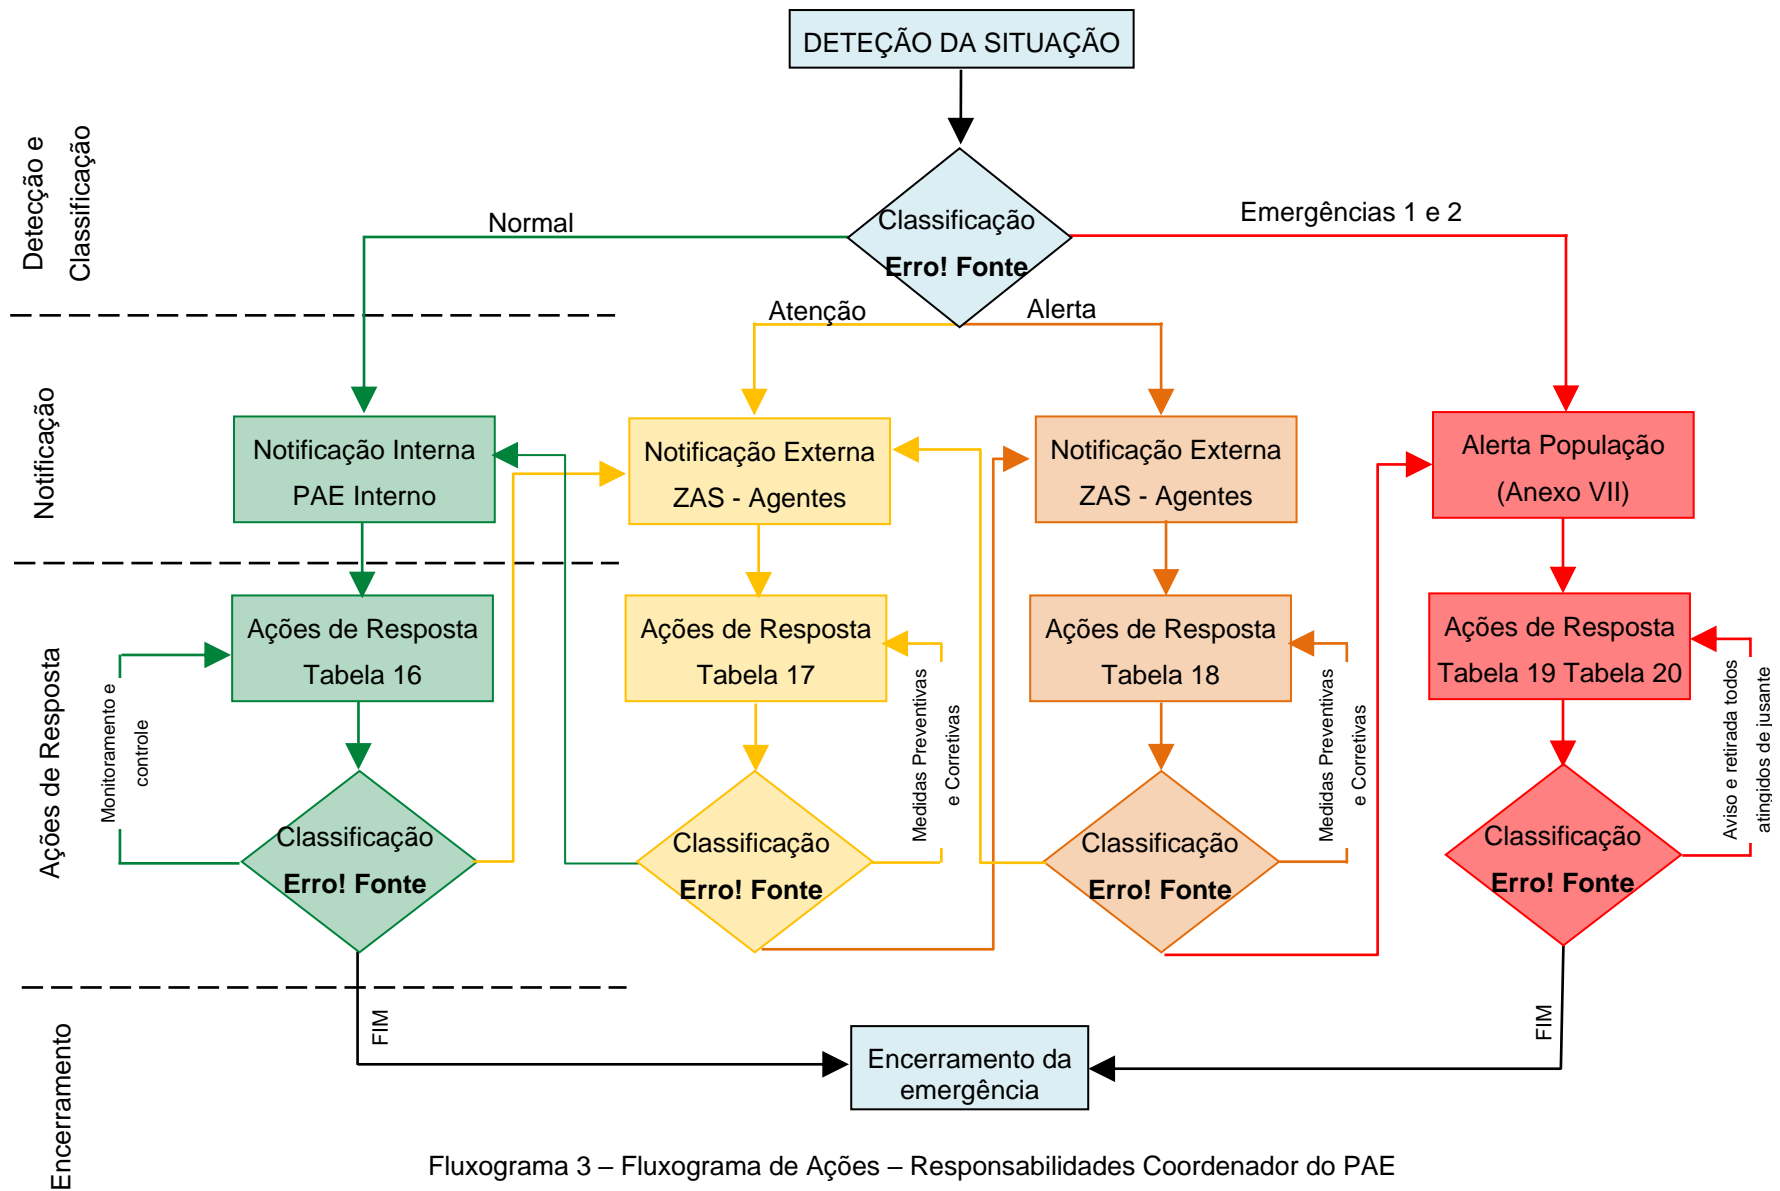 DETEÇÃO DA SITUAÇÃO
Detecção e
Classificação
Classificação
Erro! Fonte
Normal
Emergências 1 e 2
Atenção
Alerta
Notificação
Notificação Interna
PAE Interno
Notificação Externa
ZAS - Agentes
Notificação Externa
ZAS - Agentes
Alerta População
(Anexo VII)
Ações de Resposta
Ações de Resposta
Tabela 16
Ações de Resposta
Tabela 17
Ações de Resposta
Tabela 18
Ações de Resposta
Tabela 19 Tabela 20
Monitoramento e
controle
Medidas Preventivas
e Corretivas
Medidas Preventivas
e Corretivas
Aviso e retirada todos
atingidos de jusante
Classificação
Erro! Fonte
Classificação
Erro! Fonte
Classificação
Erro! Fonte
Classificação
Erro! Fonte
Encerramento
FIM
FIM
Encerramento da
emergência
Fluxograma 3 – Fluxograma de Ações – Responsabilidades Coordenador do PAE